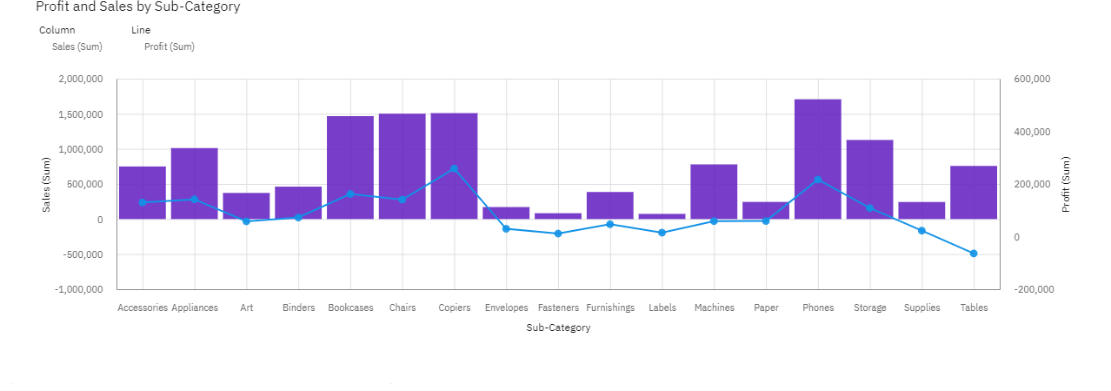 Profit and Sales by Sub-Category
Column Line
Sales (Sum) Profit (Sum)
2,000,000 600,000
1,500,000
400,000
1,000,000
Sales (Sum)
500,000 200,000
Profit (Sum)
0
0
-500,000
-1,000,000 -200,000
Accessories Appliances Art Binders Bookcases Chairs Copiers Envelopes Fasteners Furnishings Labels Machines Paper Phones Storage Supplies Tables
Sub-Category